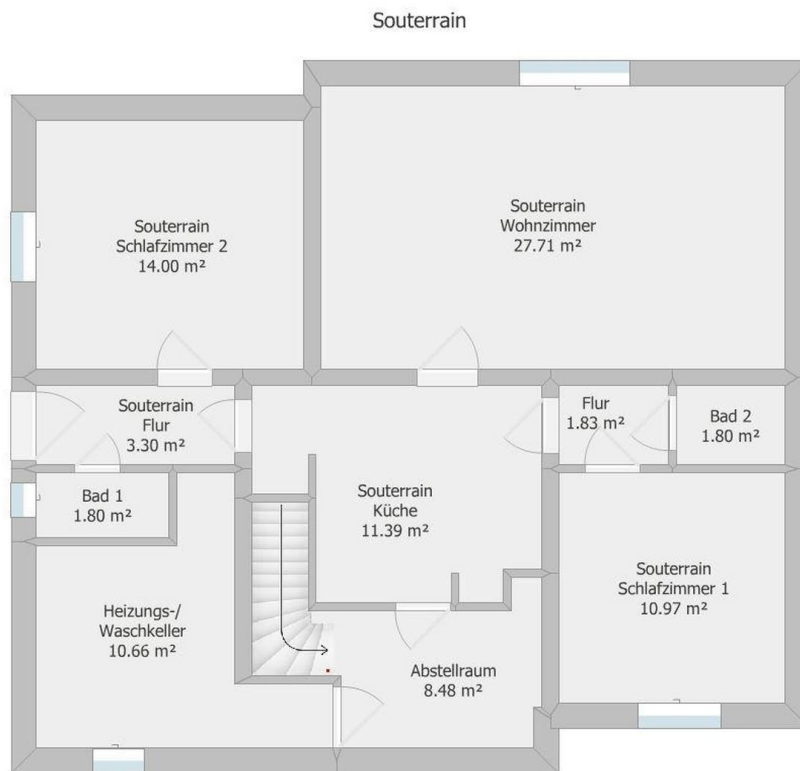 Souterrain
Souterrain
Schlafzimmer 2
14.00 m²
Souterrain
Wohnzimmer
27.71 m²
Souterrain
Flur
3.30 m²
Flur
1.83 m²
Bad 2
1.80 m²
Bad 1
1.80 m²
Souterrain
Küche
11.39 m²
Souterrain
Schlafzimmer 1
10.97 m²
Heizungs-/
Waschkeller
10.66 m²
Abstellraum
8.48 m²